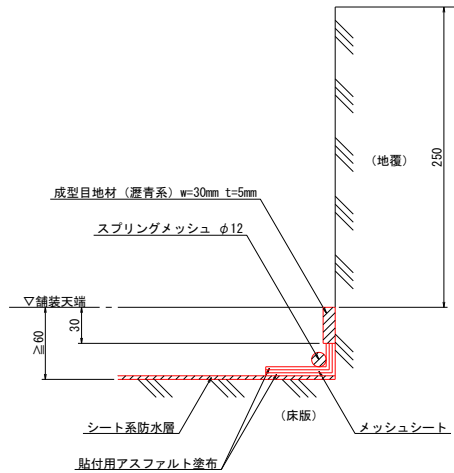 250
(地覆)
成型目地材(瀝青系)w=30mm t=5mm
スプリングメッシュ φ12
▽舗装天端
≧60
30
シート系防水層
(床版)
メッシュシート
貼付用アスファルト塗布